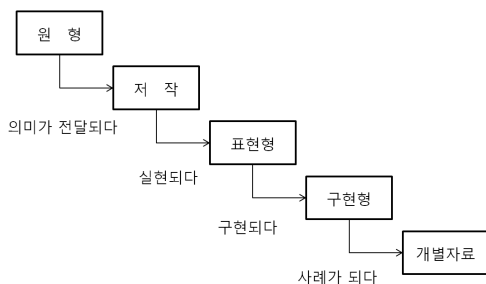 원 형
저 작
의미가 전달되다
표현형
실현되다
구현형
구현되다
개별자료
사례가 되다